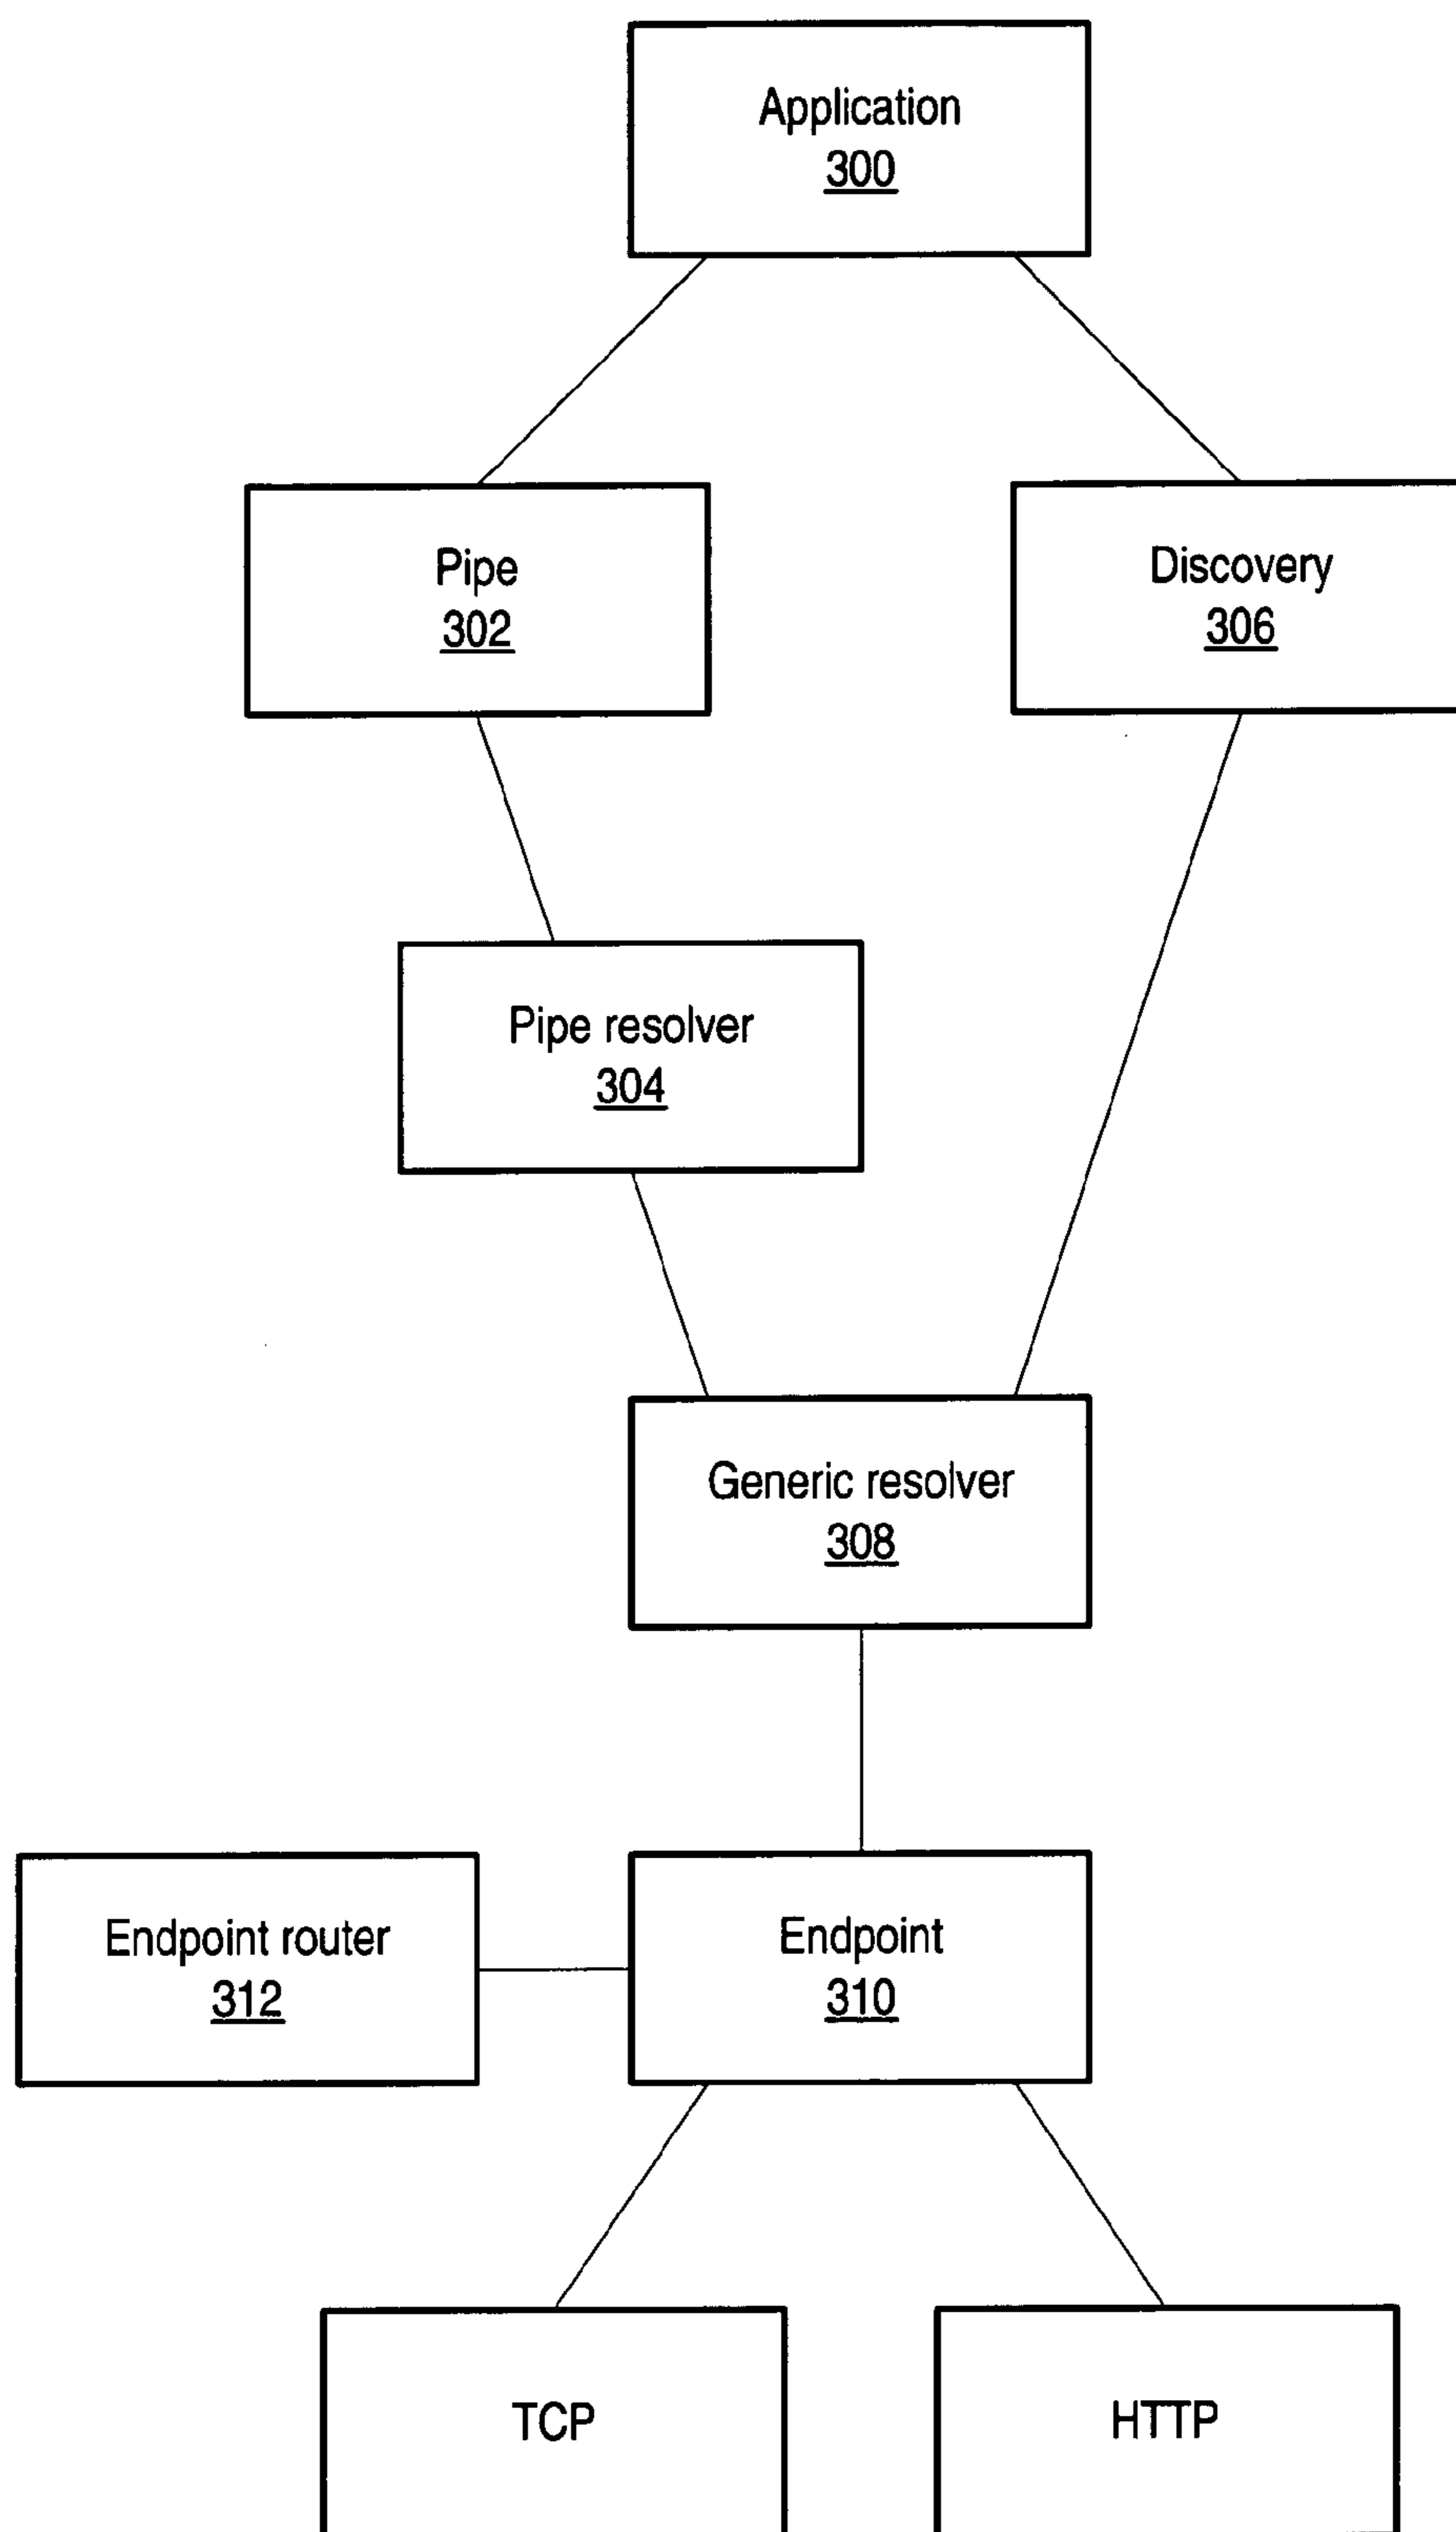 Application
300
Pipe
302
Discovery
306
Pipe resolver
304
Generic resolver
308
Endpoint router
312
Endpoint
310
TCP
HTTP